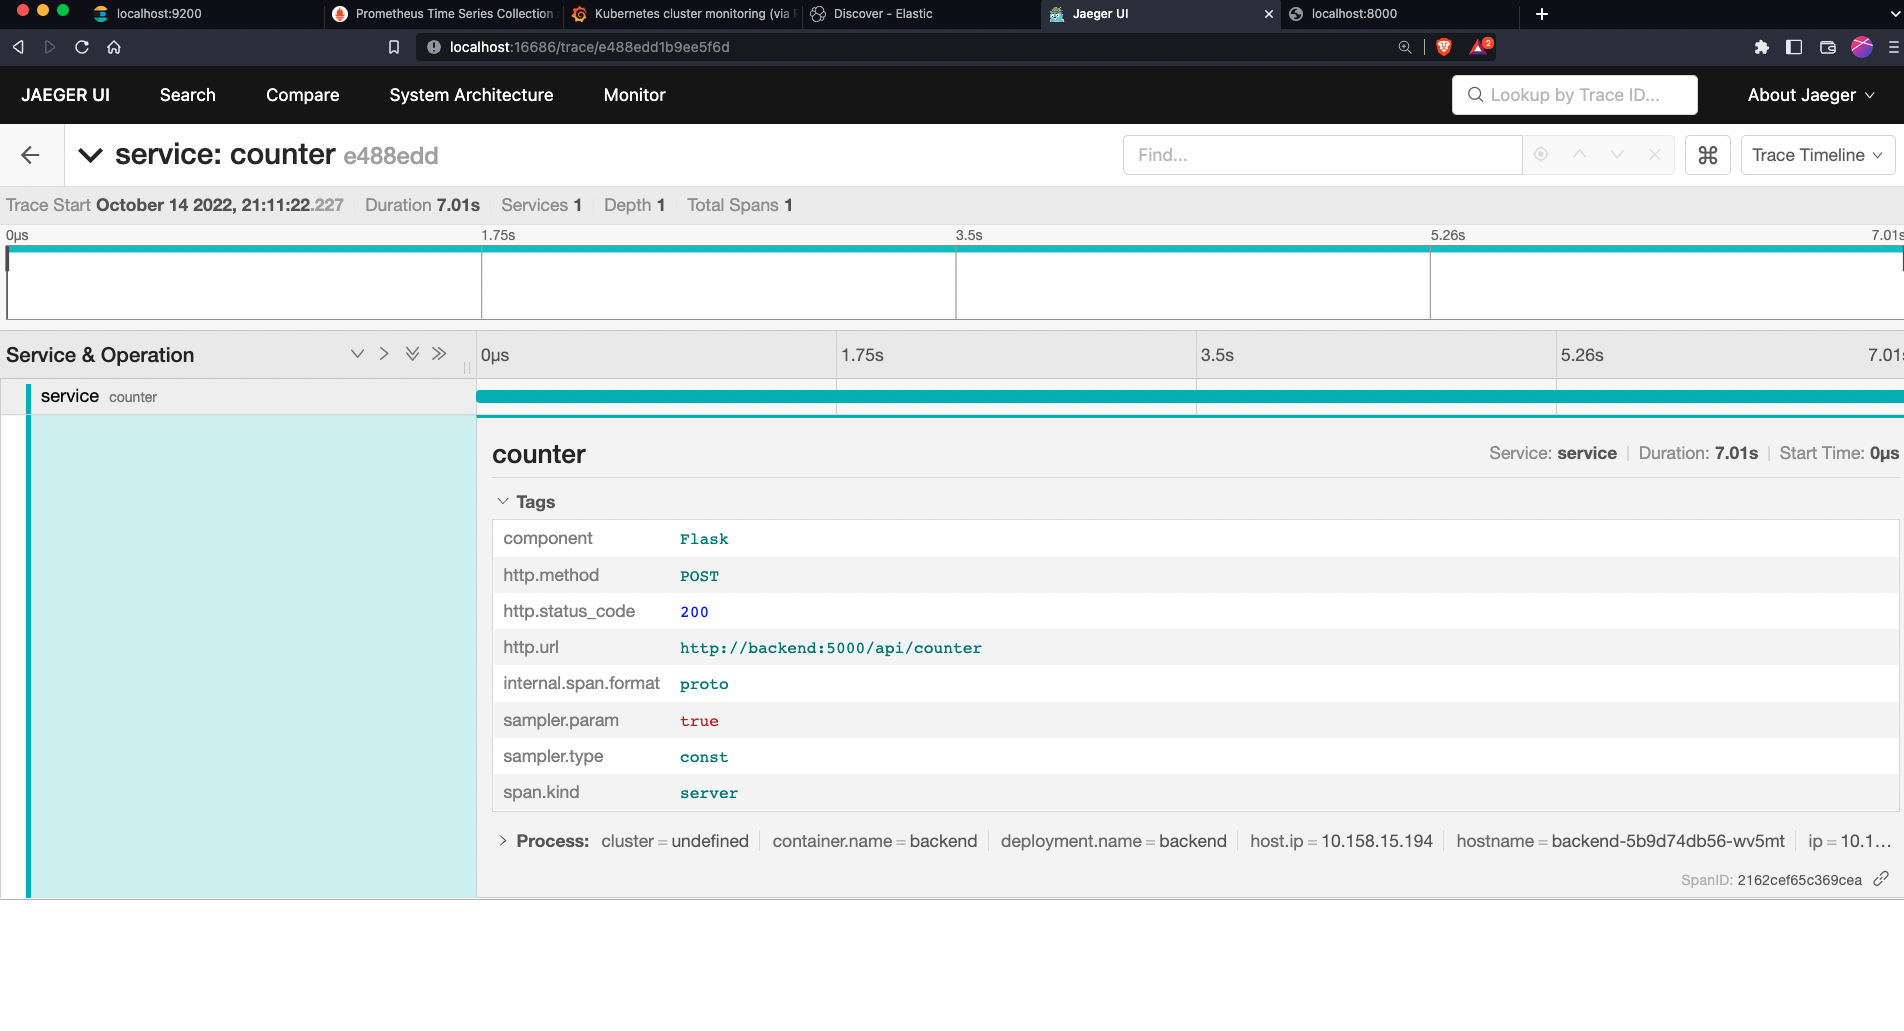 localhost:9200 Prometheus Time Series Collection Kubernetes cluster monitoring (via Discover - Elastic Jaeger UI localhost:8000
localhost:16686/trace/e488edd1b9ee5f6d 2
JAEGER UI Search Compare System Architecture Monitor Lookup by Trace ID... About Jaeger
service: counter e488edd Find... Trace Timeline
Trace Start October 14 2022, 21:11:22.227 Duration 7.01s Services 1 Depth 1 Total Spans 1
0μs 1.75s 3.5s 5.26s 7.01s
Service & Operation 0μs 1.75s 3.5s 5.26s 7.01s
service counter
counter Service: service Duration: 7.01s Start Time: 0μs
Tags
component Flask
http.method POST
http.status_code 200
http.url http://backend:5000/api/counter
internal.span.format proto
sampler.param true
sampler.type const
span.kind server
Process: cluster = undefined container.name = backend deployment.name = backend host.ip = 10.158.15.194 hostname = backend-5b9d74db56-wv5mt ip = 10.1…
SpanID: 2162cef65c369cea